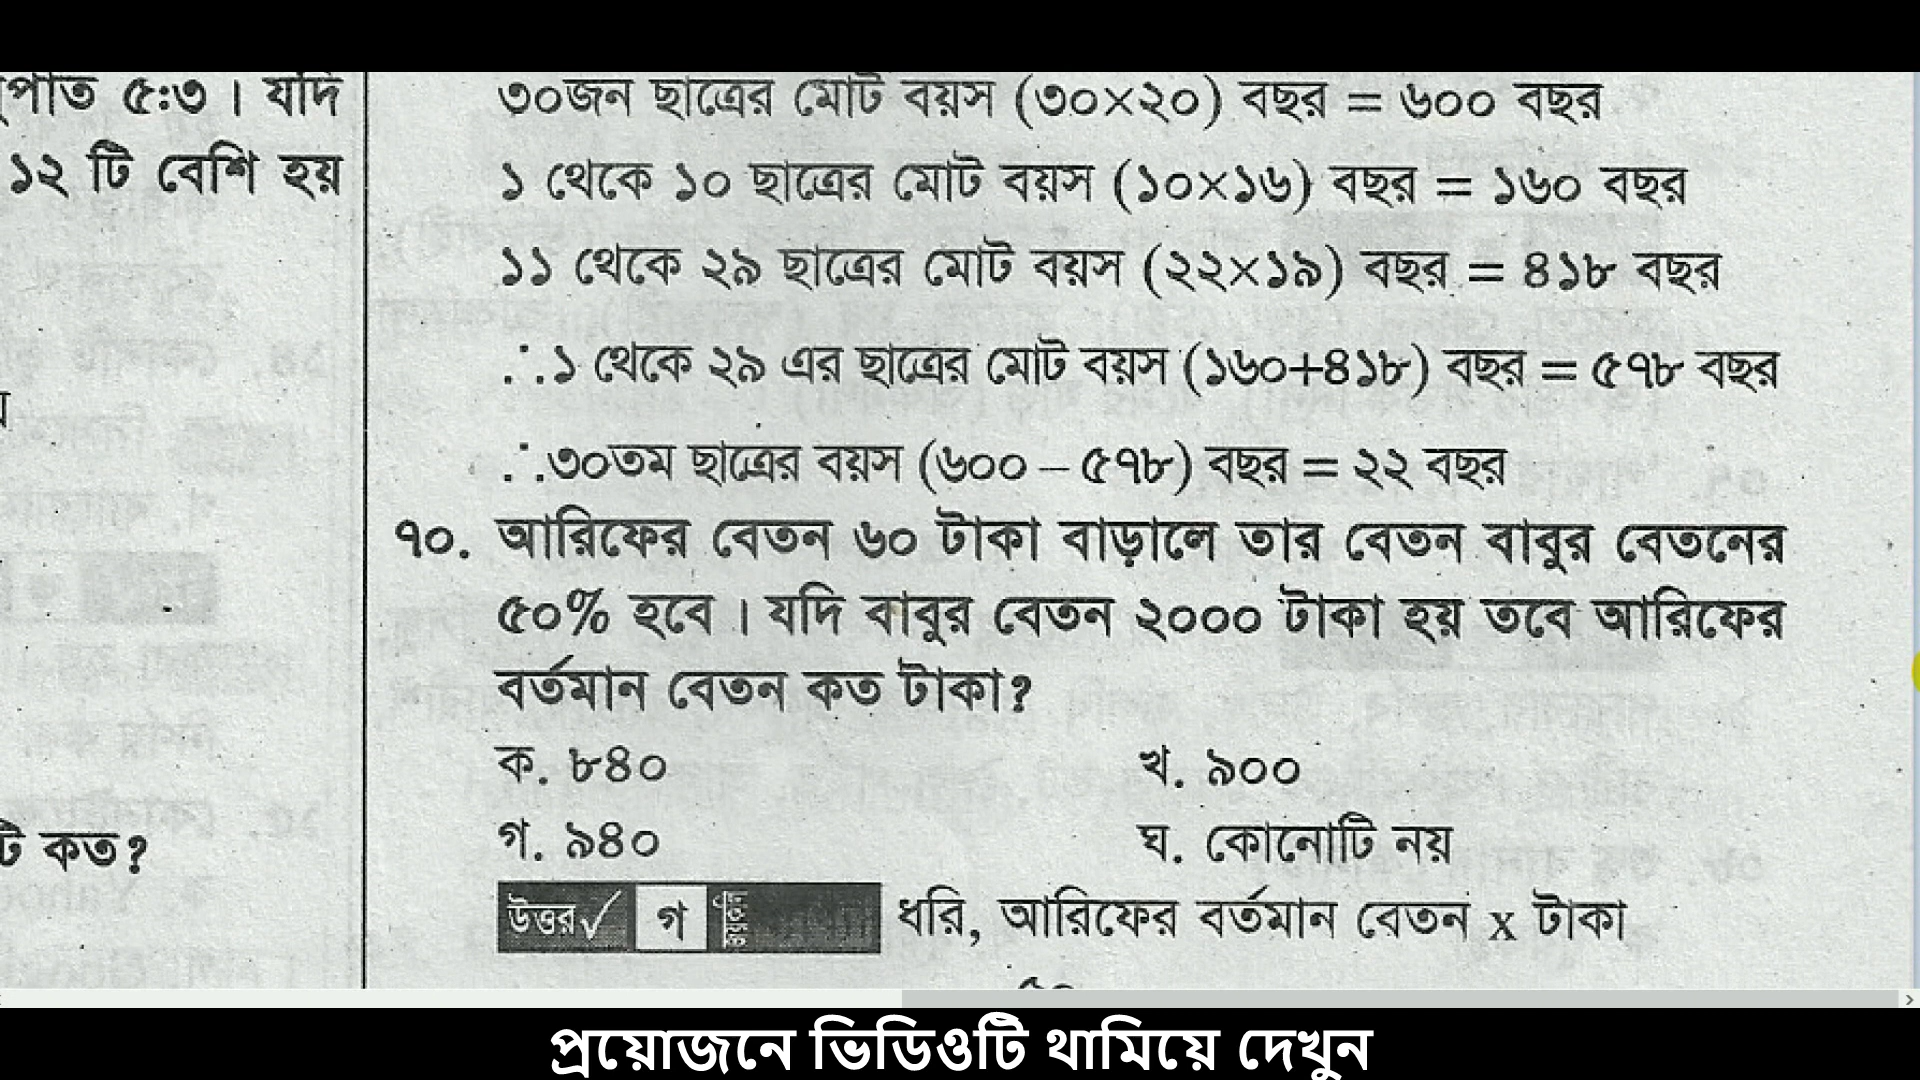 পাত ৫:৩। যদি
১২ টি বেশি হয়
টি কত?
৩০জন ছাত্রের মোট বয়স (৩০×২০) বছর = ৬০০ বছর
১ থেকে ১০ ছাত্রের মোট বয়স (১০×১৬) বছর = ১৬০ বছর
১১ থেকে ২৯ ছাত্রের মোট বয়স (২২×১৯) বছর = ৪১৮ বছর
∴১ থেকে ২৯ এর ছাত্রের মোট বয়স (১৬০+৪১৮) বছর = ৫৭৮ বছর
∴৩০তম ছাত্রের বয়স (৬০০ – ৫৭৮) বছর = ২২ বছর
৭০. আরিফের বেতন ৬০ টাকা বাড়ালে তার বেতন বাবুর বেতনের
৫০% হবে। যদি বাবুর বেতন ২০০০ টাকা হয় তবে আরিফের
বর্তমান বেতন কত টাকা?
ক. ৮৪০ খ. ৯০০
গ. ৯৪০ ঘ. কোনোটি নয়
উত্তর✓ গ ধরি, আরিফের বর্তমান বেতন x টাকা
প্রয়োজনে ভিডিওটি থামিয়ে দেখুন